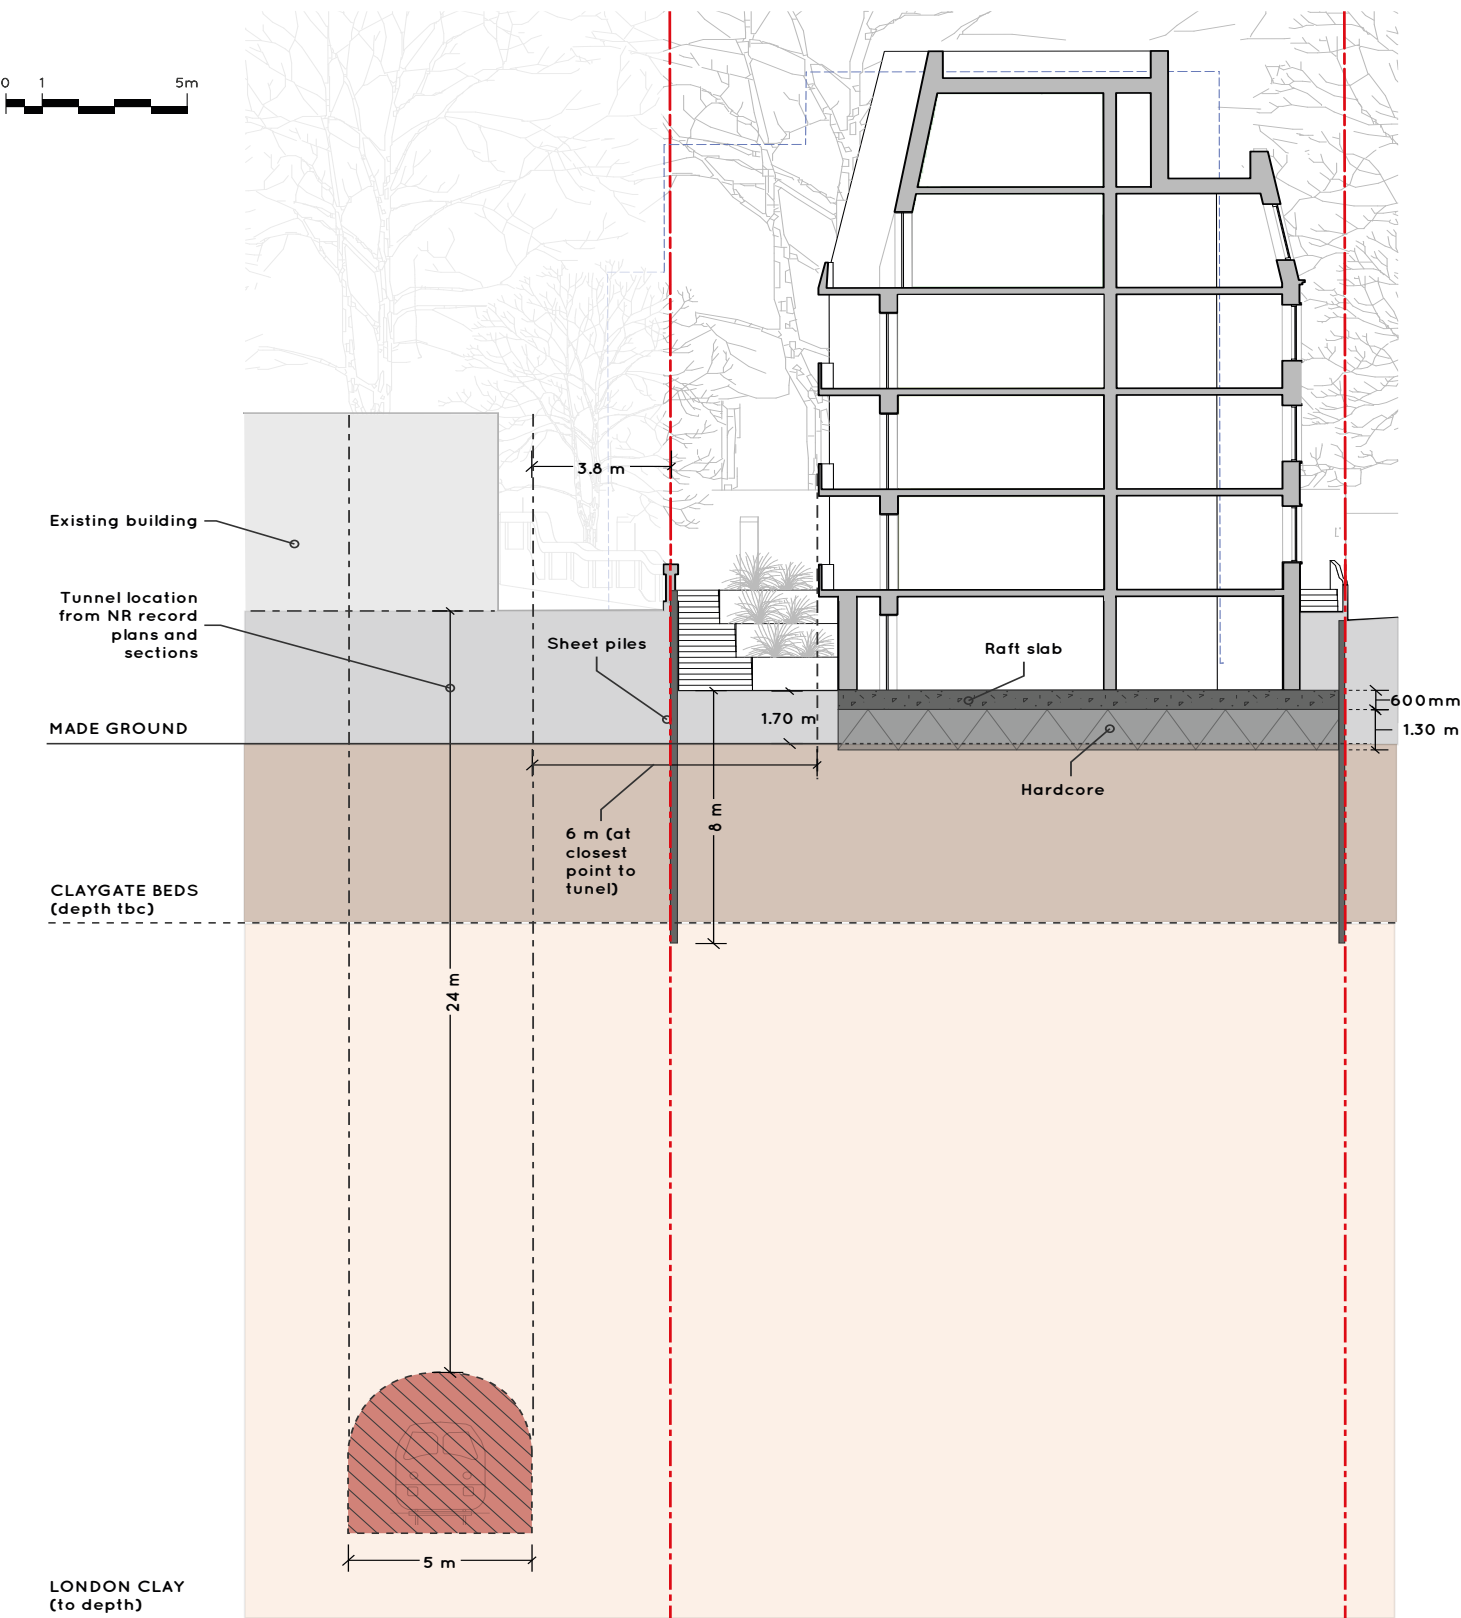 0 1 5m
3.8 m
Existing building
Tunnel location
from NR record
plans and
sections
Sheet piles
Raft slab
600mm
1.70 m
MADE GROUND
1.30 m
Hardcore
8 m
6 m (at
closest
point to
tunel)
CLAYGATE BEDS
(depth tbc)
24 m
5 m
LONDON CLAY
(to depth)